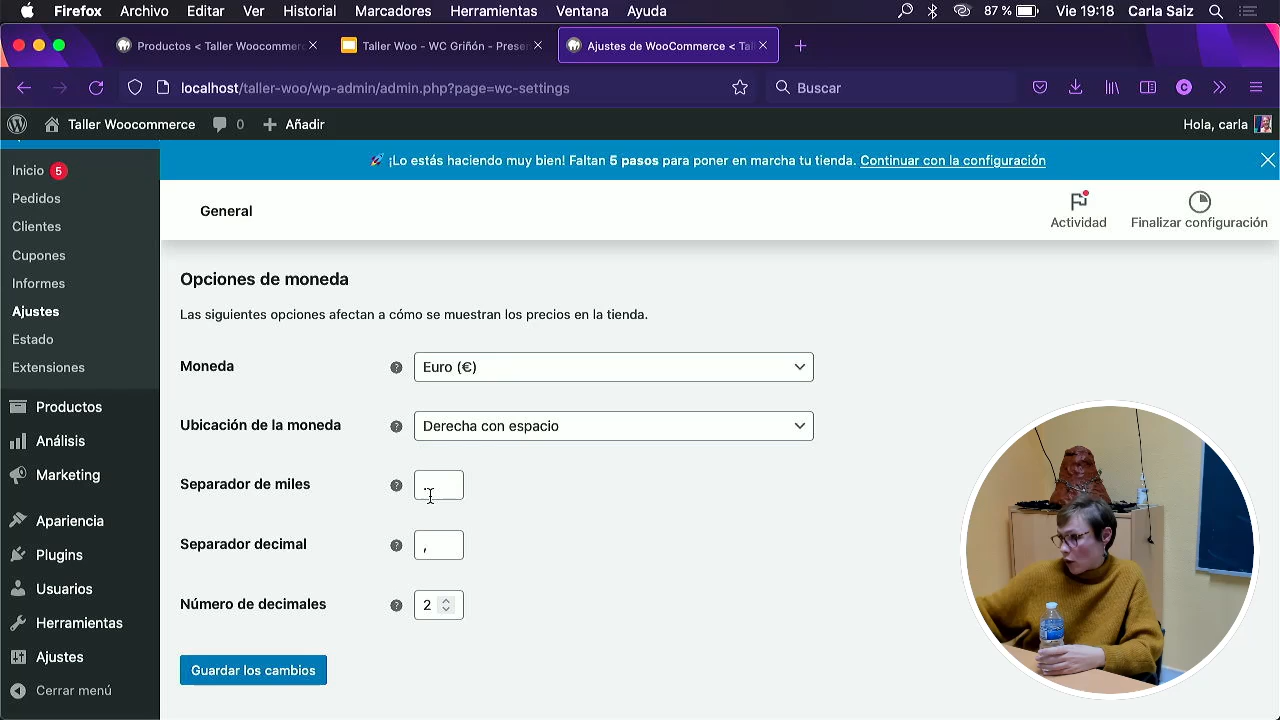 Firefox Archivo Editar Ver Historial Marcadores Herramientas Ventana Ayuda 87 % Vie 19:18 Carla Saiz
Productos < Taller Woocommerc
Taller Woo - WC Griñón - Presen
Ajustes de WooCommerce < Tal
localhost/taller-woo/wp-admin/admin.php?page=wc-settings
Buscar
C
Taller Woocommerce 0 Añadir Hola, carla
🚀 ¡Lo estás haciendo muy bien! Faltan 5 pasos para poner en marcha tu tienda. Continuar con la configuración
Inicio 5
Pedidos
Clientes
Cupones
Informes
Ajustes
Estado
Extensiones
Productos
Análisis
Marketing
Apariencia
Plugins
Usuarios
Herramientas
Ajustes
Cerrar menú
General
Actividad
Finalizar configuración
Opciones de moneda
Las siguientes opciones afectan a cómo se muestran los precios en la tienda.
Moneda ? Euro (€)
Ubicación de la moneda ? Derecha con espacio
Separador de miles ? .
Separador decimal ? ,
Número de decimales ? 2
Guardar los cambios